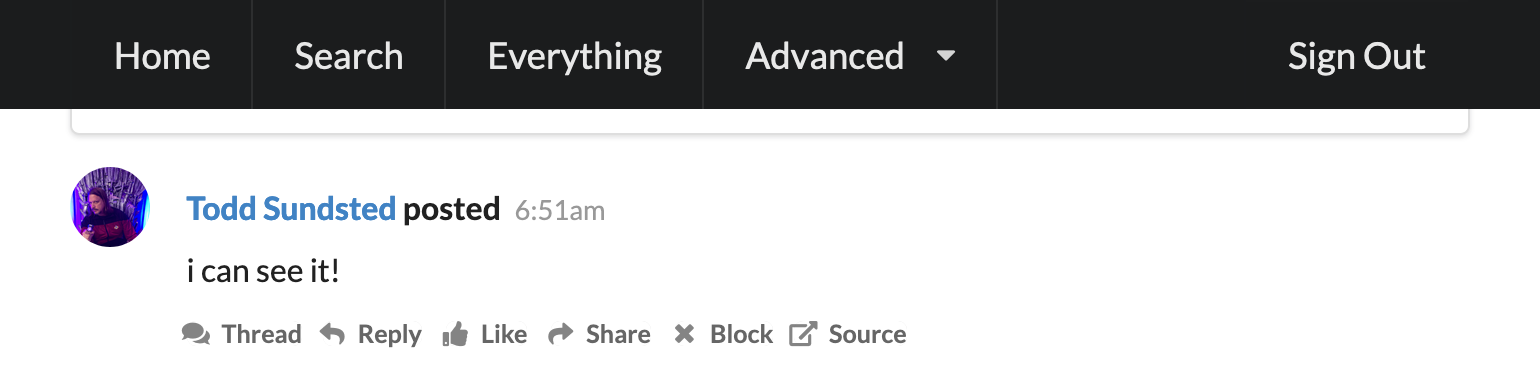 Home Search Everything Advanced Sign Out
Todd Sundsted posted 6:51am
i can see it!
Thread Reply Like Share Block Source